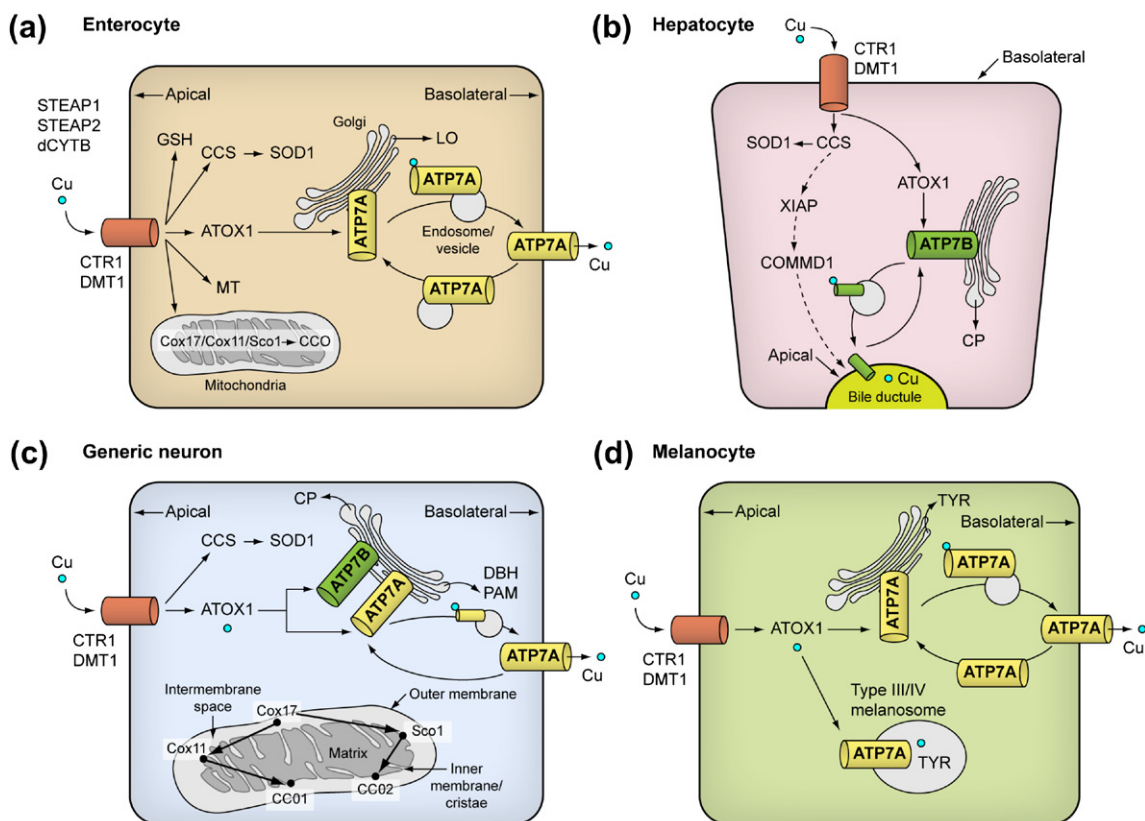 (a) Enterocyte
STEAP1
STEAP2
dCYTB
Cu
CTR1
DMT1
Apical
Basolateral
GSH
CCS
SOD1
ATOX1
MT
Cox17/Cox11/Sco1
CCO
Mitochondria
Golgi
LO
ATP7A
ATP7A
Endosome/
vesicle
ATP7A
ATP7A
Cu
(b) Hepatocyte
Cu
CTR1
DMT1
Basolateral
SOD1
CCS
ATOX1
XIAP
ATP7B
COMMD1
CP
Apical
Cu
Bile ductule
(c) Generic neuron
Apical
Basolateral
CP
CCS
SOD1
Cu
ATOX1
CTR1
DMT1
ATP7B
ATP7A
DBH
PAM
ATP7A
Cu
Intermembrane
space
Outer membrane
Cox17
Cox11
Sco1
Matrix
CC01
CC02
Inner
membrane/
cristae
(d) Melanocyte
Apical
Basolateral
TYR
Cu
CTR1
DMT1
ATOX1
ATP7A
ATP7A
ATP7A
Cu
ATP7A
Type III/IV
melanosome
ATP7A
TYR